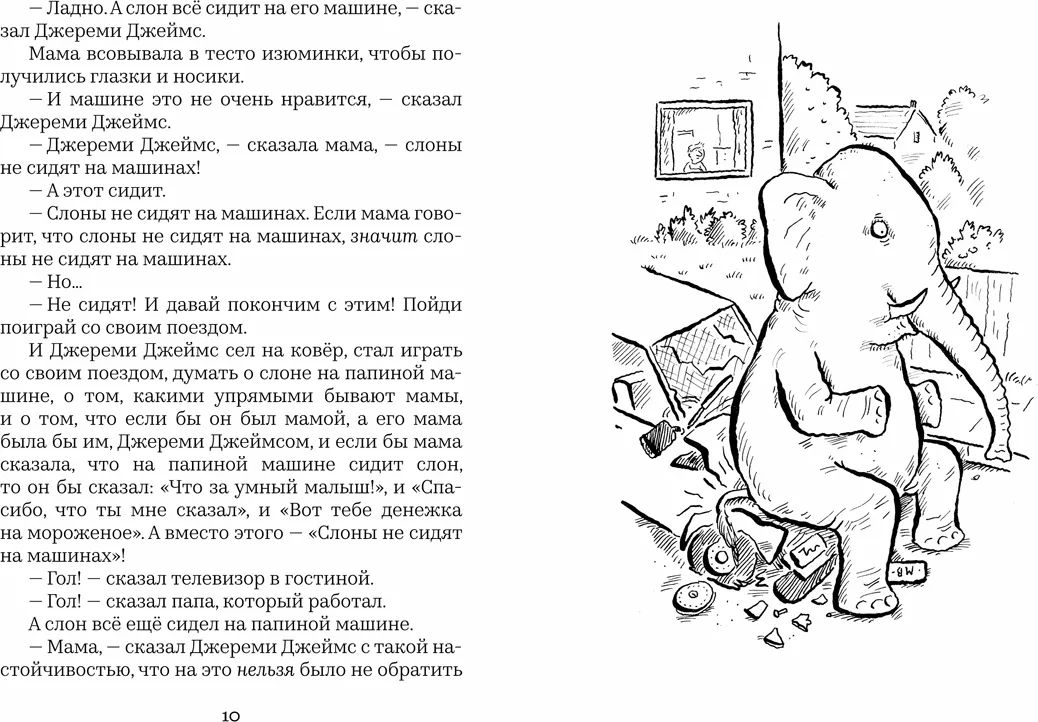 — Ладно. А слон всё сидит на его машине, — ска-
зал Джереми Джеймс.
Мама всовывала в тесто изюминки, чтобы по-
лучились глазки и носики.
— И машине это не очень нравится, — сказал
Джереми Джеймс.
— Джереми Джеймс, — сказала мама, — слоны
не сидят на машинах!
— А этот сидит.
— Слоны не сидят на машинах. Если мама гово-
рит, что слоны не сидят на машинах, значит сло-
ны не сидят на машинах.
— Но...
— Не сидят! И давай покончим с этим! Пойди
поиграй со своим поездом.
И Джереми Джеймс сел на ковёр, стал играть
со своим поездом, думать о слоне на папиной ма-
шине, о том, какими упрямыми бывают мамы,
и о том, что если бы он был мамой, а его мама
была бы им, Джереми Джеймсом, и если бы мама
сказала, что на папиной машине сидит слон,
то он бы сказал: «Что за умный малыш!», и «Спа-
сибо, что ты мне сказал», и «Вот тебе денежка
на мороженое». А вместо этого — «Слоны не сидят
на машинах»!
— Гол! — сказал телевизор в гостиной.
— Гол! — сказал папа, который работал.
А слон всё ещё сидел на папиной машине.
— Мама, — сказал Джереми Джеймс с такой на-
стойчивостью, что на это нельзя было не обратить
10